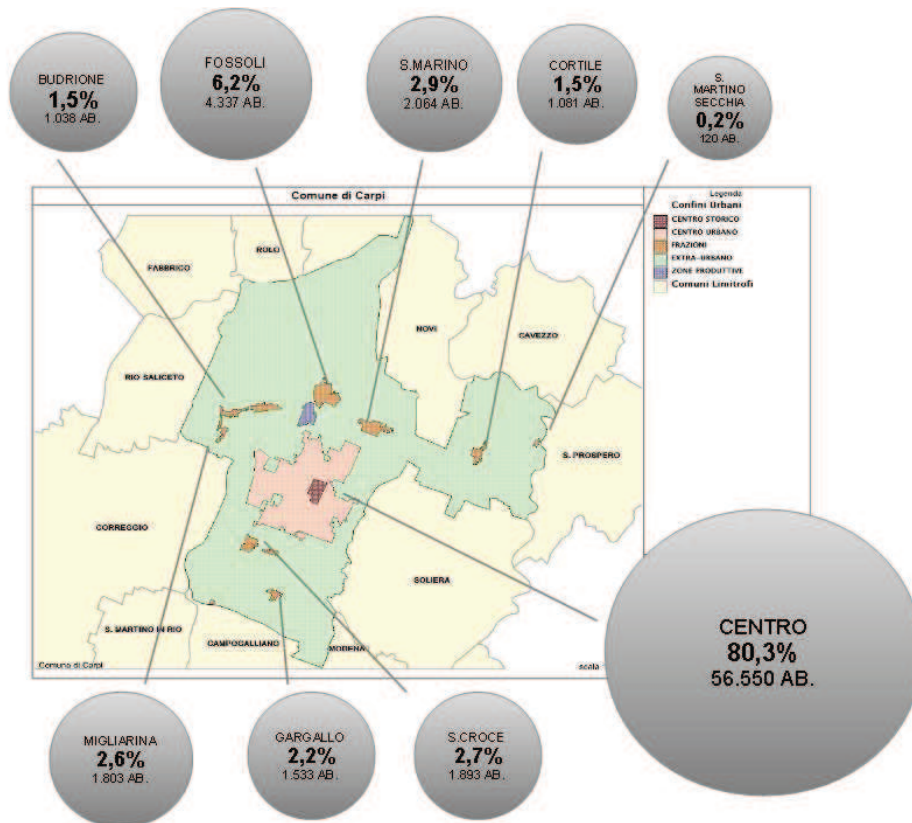 BUDRIONE
1,5%
1.038 AB.
FOSSOLI
6,2%
4.337 AB.
S.MARINO
2,9%
2.064 AB.
CORTILE
1,5%
1.081 AB.
S.
MARTINO
SECCHIA
0,2%
120 AB.
Comune di Carpi
Legenda
Confini Urbani
CENTRO STORICO
CENTRO URBANO
FRAZIONI
EXTRA-URBANO
ZONE PRODUTTIVE
Comuni Limitrofi
ROLO
FABBRICO
NOVI
CAVEZZO
RIO SALICETO
S. PROSPERO
CORREGGIO
SOLIERA
S. MARTINO IN RIO
CAMPOGALLIANO
MODENA
Comune di Carpi
scala
CENTRO
80,3%
56.550 AB.
MIGLIARINA
2,6%
1.803 AB.
GARGALLO
2,2%
1.533 AB.
S.CROCE
2,7%
1.893 AB.